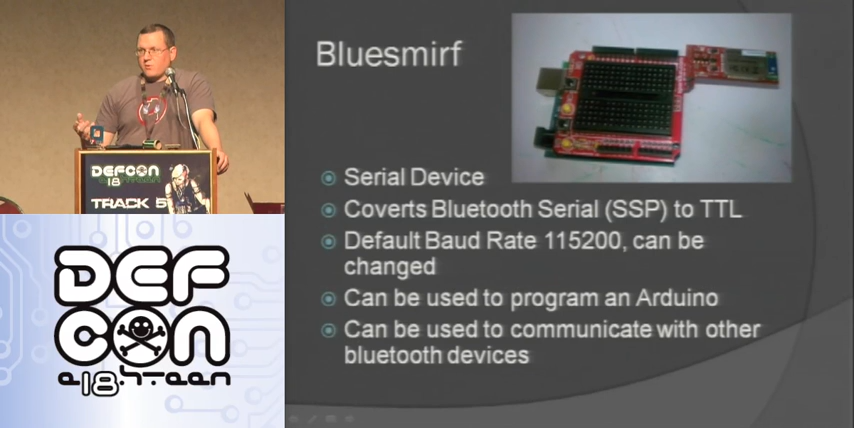 Bluesmirf
Serial Device
Coverts Bluetooth Serial (SSP) to TTL
Default Baud Rate 115200, can be
changed
Can be used to program an Arduino
Can be used to communicate with other
bluetooth devices
DEFCON
18
TRACK 5
DEF
CON
e18hteen